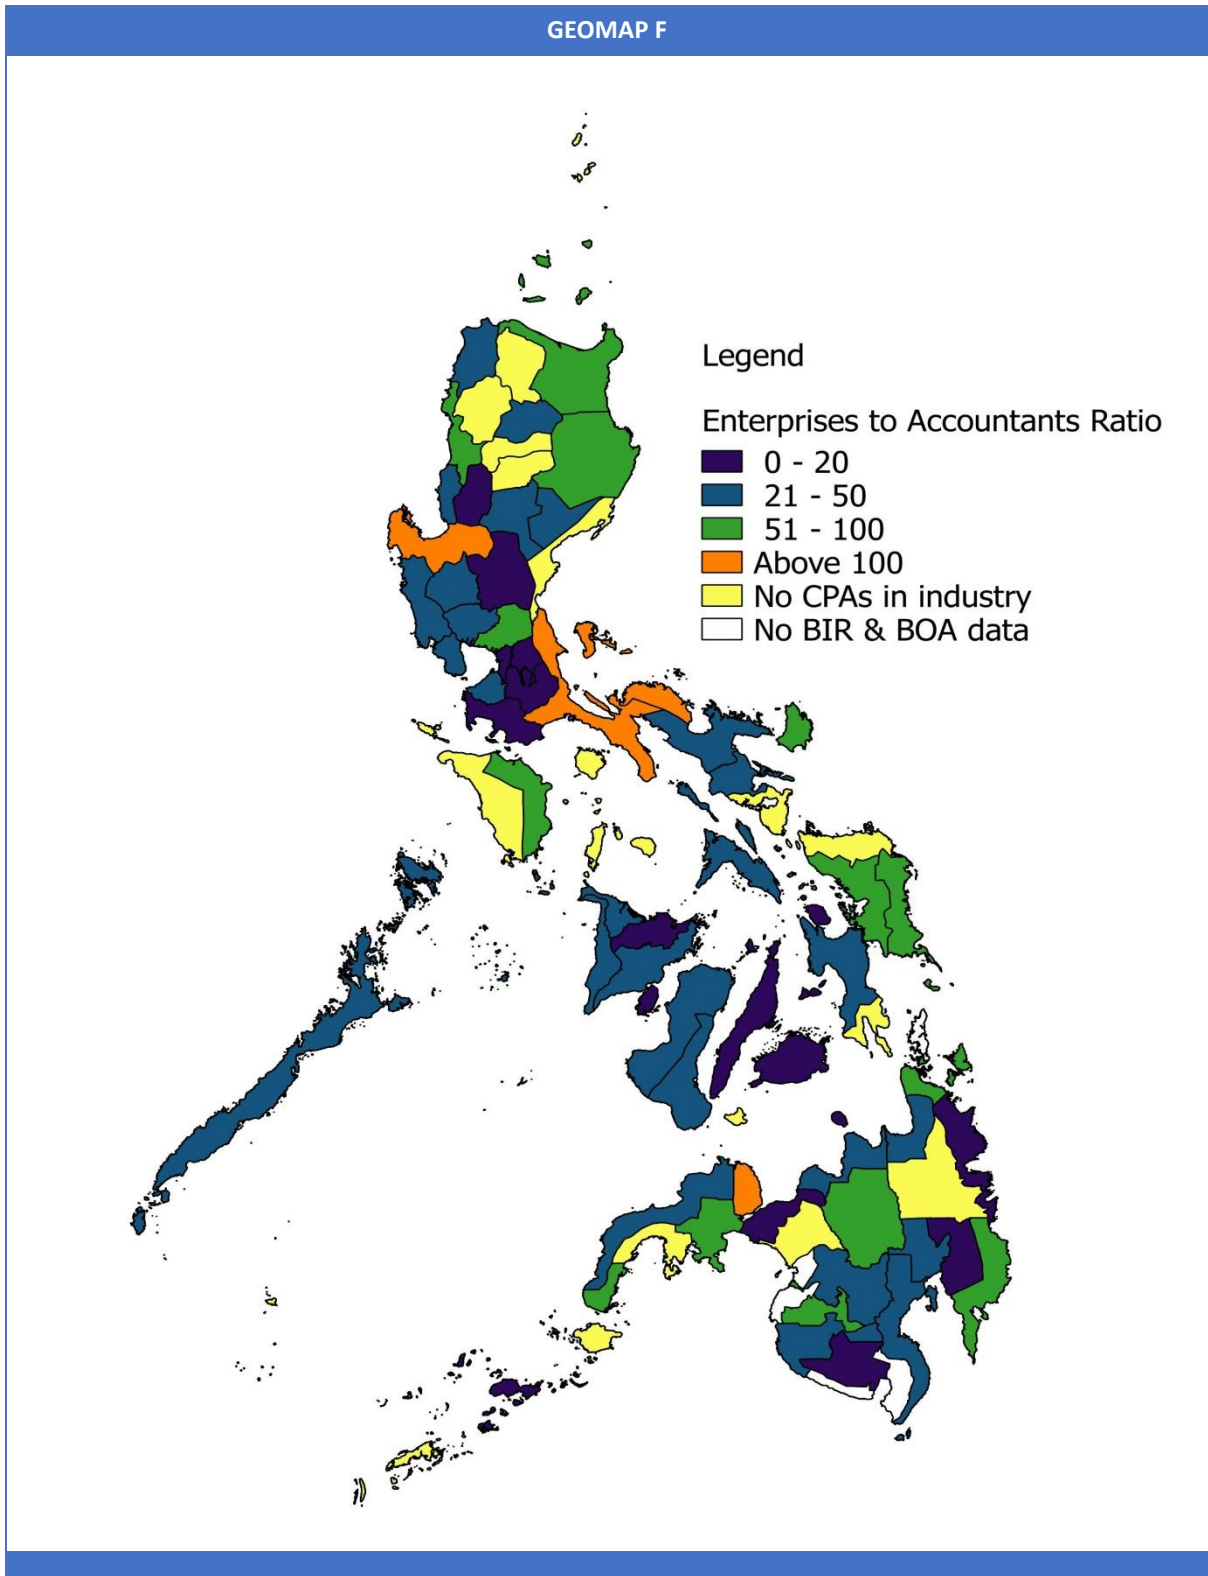 GEOMAP F
Legend
Enterprises to Accountants Ratio
0 - 20
21 - 50
51 - 100
Above 100
No CPAs in industry
No BIR & BOA data